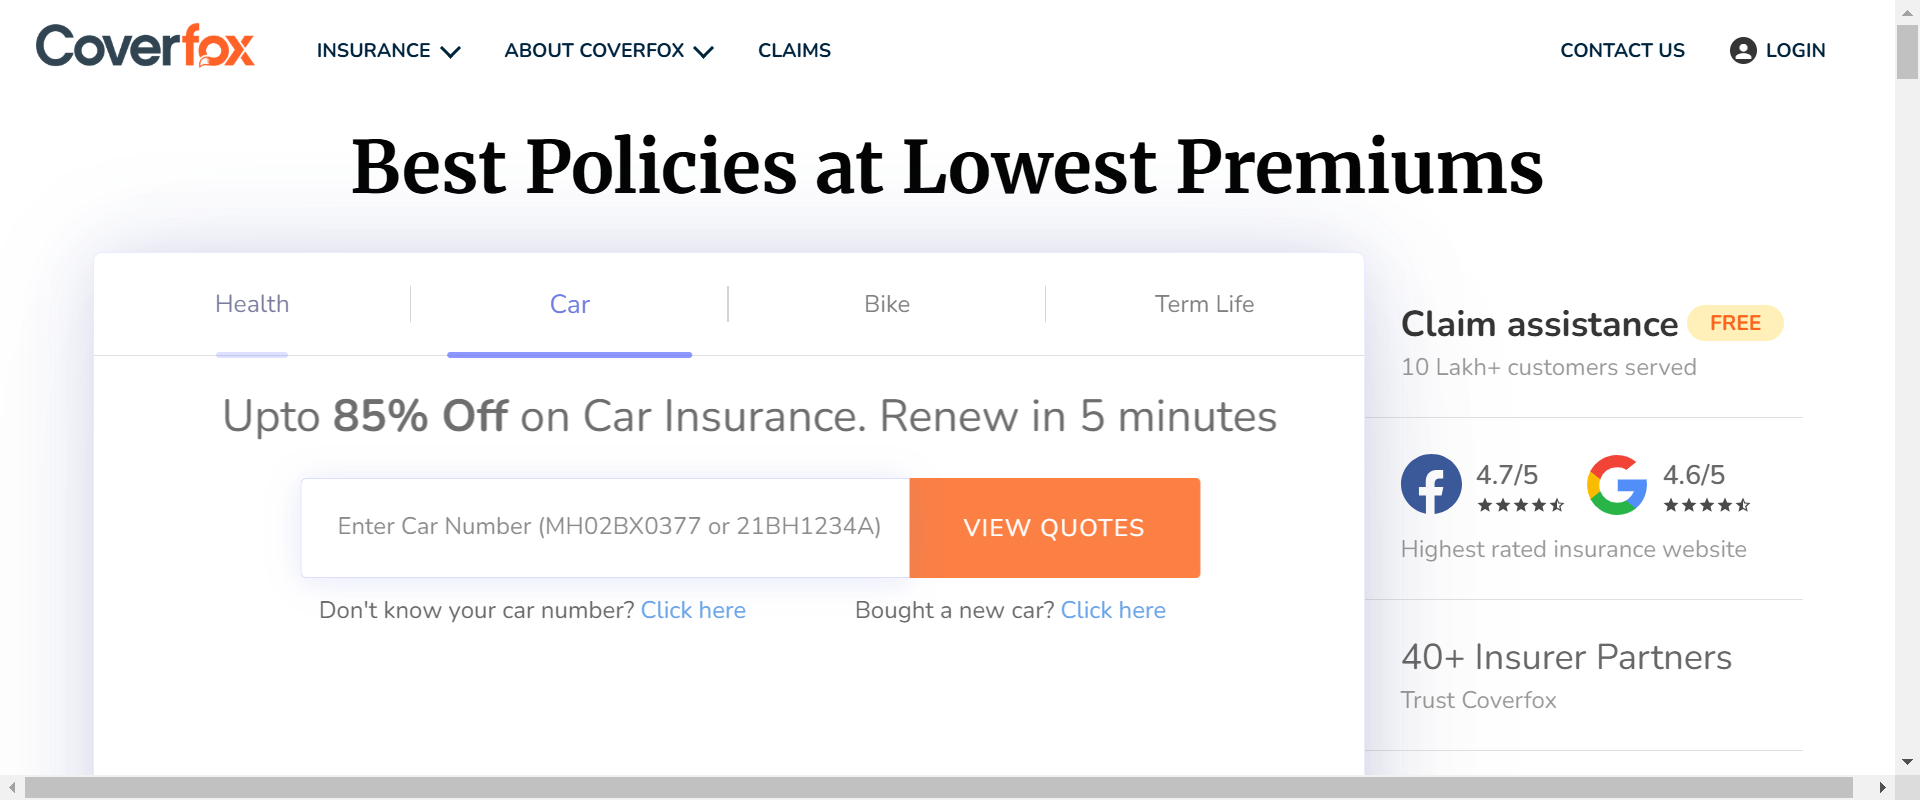 Coverfox INSURANCE ABOUT COVERFOX CLAIMS CONTACT US LOGIN
Best Policies at Lowest Premiums
Health Car Bike Term Life
Upto 85% Off on Car Insurance. Renew in 5 minutes
Enter Car Number (MH02BX0377 or 21BH1234A) VIEW QUOTES
Don't know your car number? Click here Bought a new car? Click here
Claim assistance FREE
10 Lakh+ customers served
4.7/5 4.6/5
Highest rated insurance website
40+ Insurer Partners
Trust Coverfox